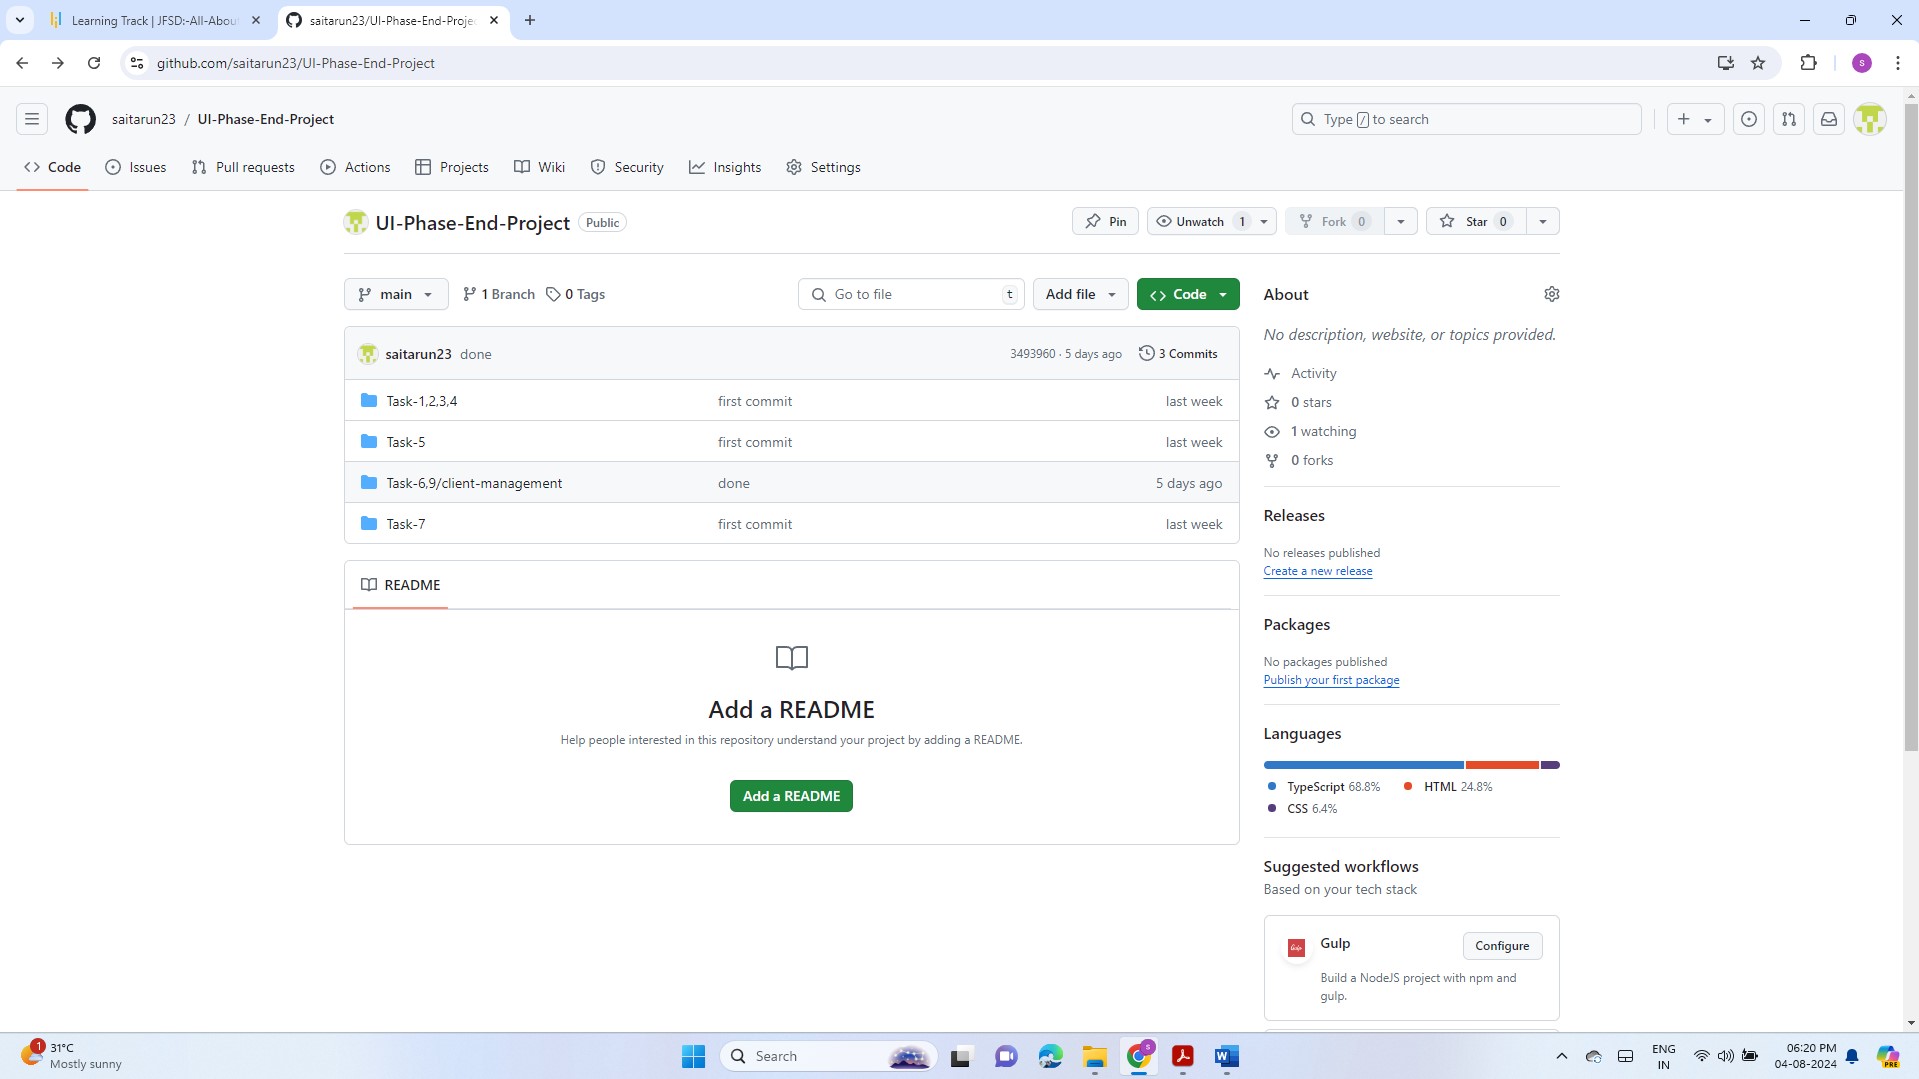 Learning Track | JFSD:-All-Abou
saitarun23/UI-Phase-End-Proje
github.com/saitarun23/UI-Phase-End-Project
s
saitarun23 / UI-Phase-End-Project
Type / to search
Code Issues Pull requests Actions Projects Wiki Security Insights Settings
UI-Phase-End-Project Public
Pin Unwatch 1 Fork 0 Star 0
main 1 Branch 0 Tags Go to file t Add file Code
saitarun23 done 3493960 · 5 days ago 3 Commits
Task-1,2,3,4 first commit last week
Task-5 first commit last week
Task-6,9/client-management done 5 days ago
Task-7 first commit last week
README
Add a README
Help people interested in this repository understand your project by adding a README.
Add a README
About
No description, website, or topics provided.
Activity
0 stars
1 watching
0 forks
Releases
No releases published
Create a new release
Packages
No packages published
Publish your first package
Languages
TypeScript 68.8% HTML 24.8%
CSS 6.4%
Suggested workflows
Based on your tech stack
Gulp Configure
Build a NodeJS project with npm and
gulp.
1
31°C
Mostly sunny
Search
s
ENG
IN
06:20 PM
04-08-2024
PRE